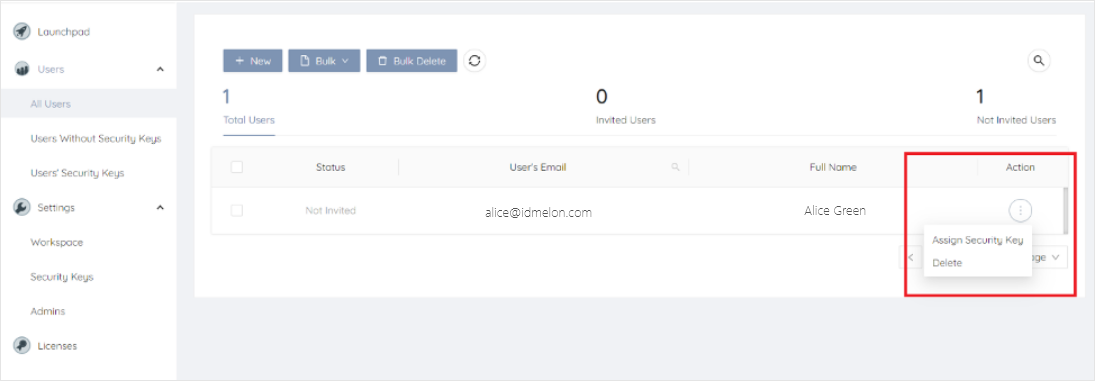 Launchpad
Users
All Users
Users Without Security Keys
Users' Security Keys
Settings
Workspace
Security Keys
Admins
Licenses
+ New
Bulk
Bulk Delete
1
Total Users
0
Invited Users
1
Not Invited Users
Status
User's Email
Full Name
Action
Not Invited
alice@idmelon.com
Alice Green
Assign Security Key
Delete
age